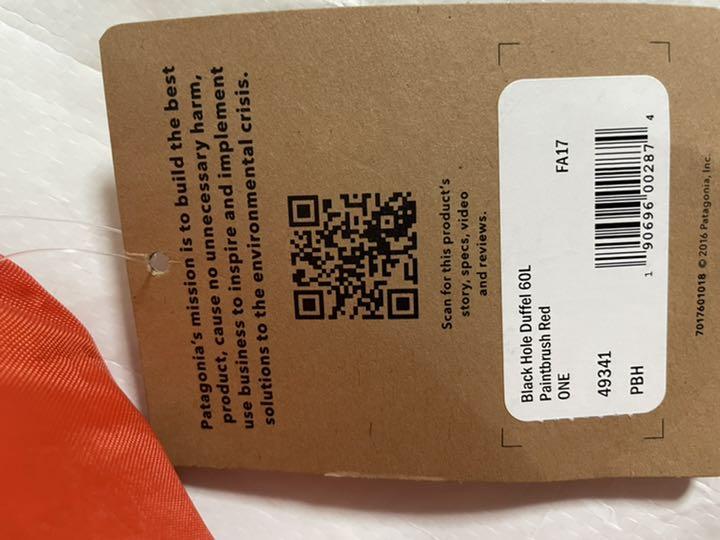 Patagonia's mission is to build the best
product, cause no unnecessary harm,
use business to inspire and implement
solutions to the environmental crisis.
Scan for this product's
story, specs, video
and reviews.
Black Hole Duffel 60L
Paintbrush Red
ONE
FA17
49341
PBH
1 90696 00287 4
7017601018 © 2016 Patagonia, Inc.